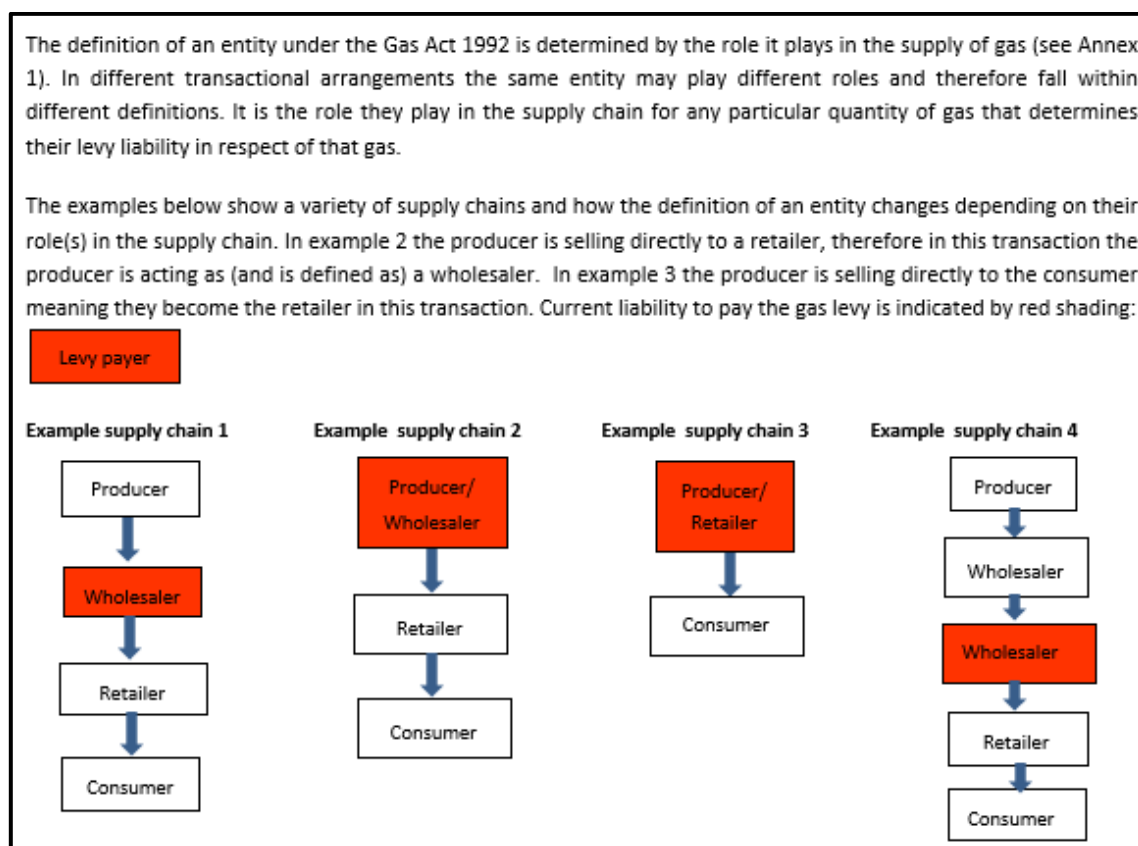 The definition of an entity under the Gas Act 1992 is determined by the role it plays in the supply of gas (see Annex
1). In different transactional arrangements the same entity may play different roles and therefore fall within
different definitions. It is the role they play in the supply chain for any particular quantity of gas that determines
their levy liability in respect of that gas.
The examples below show a variety of supply chains and how the definition of an entity changes depending on their
role(s) in the supply chain. In example 2 the producer is selling directly to a retailer, therefore in this transaction the
producer is acting as (and is defined as) a wholesaler. In example 3 the producer is selling directly to the consumer
meaning they become the retailer in this transaction. Current liability to pay the gas levy is indicated by red shading:
Levy payer
Example supply chain 1
Producer
Wholesaler
Retailer
Consumer
Example supply chain 2
Producer/
Wholesaler
Retailer
Consumer
Example supply chain 3
Producer/
Retailer
Consumer
Example supply chain 4
Producer
Wholesaler
Wholesaler
Retailer
Consumer